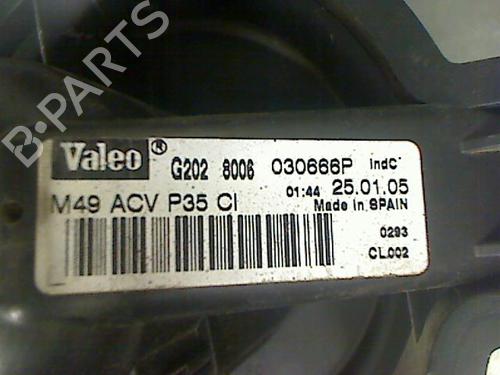 B-PARTS
Valeo® G202 8006 030666P IndC
01:44 25.01.05
M49 ACV P35 CI Made in SPAIN
0293
CL002